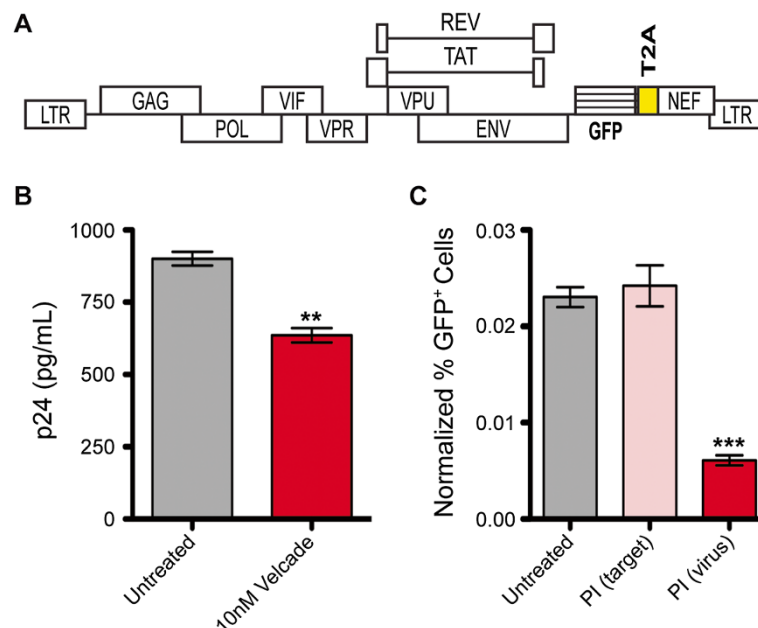 A
REV
TAT
T2A
LTR
GAG
VIF
VPU
NEF
POL
VPR
ENV
GFP
LTR
B
p24 (pg/mL)
1000
750
500
250
0
**
Untreated
10nM Velcade
C
Normalized % GFP⁺ Cells
0.03
0.02
0.01
0.00
***
Untreated
PI (target)
PI (virus)